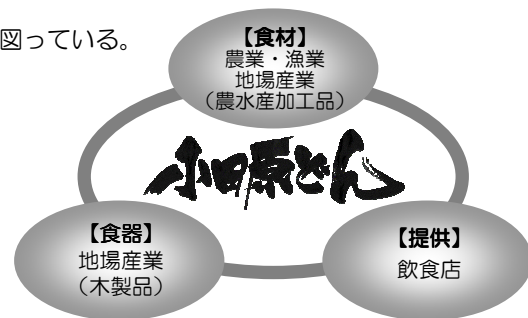 図っている。
【食材】
農業・漁業
地場産業
（農水産加工品）
小田原どん
【食器】
地場産業
（木製品）
【提供】
飲食店